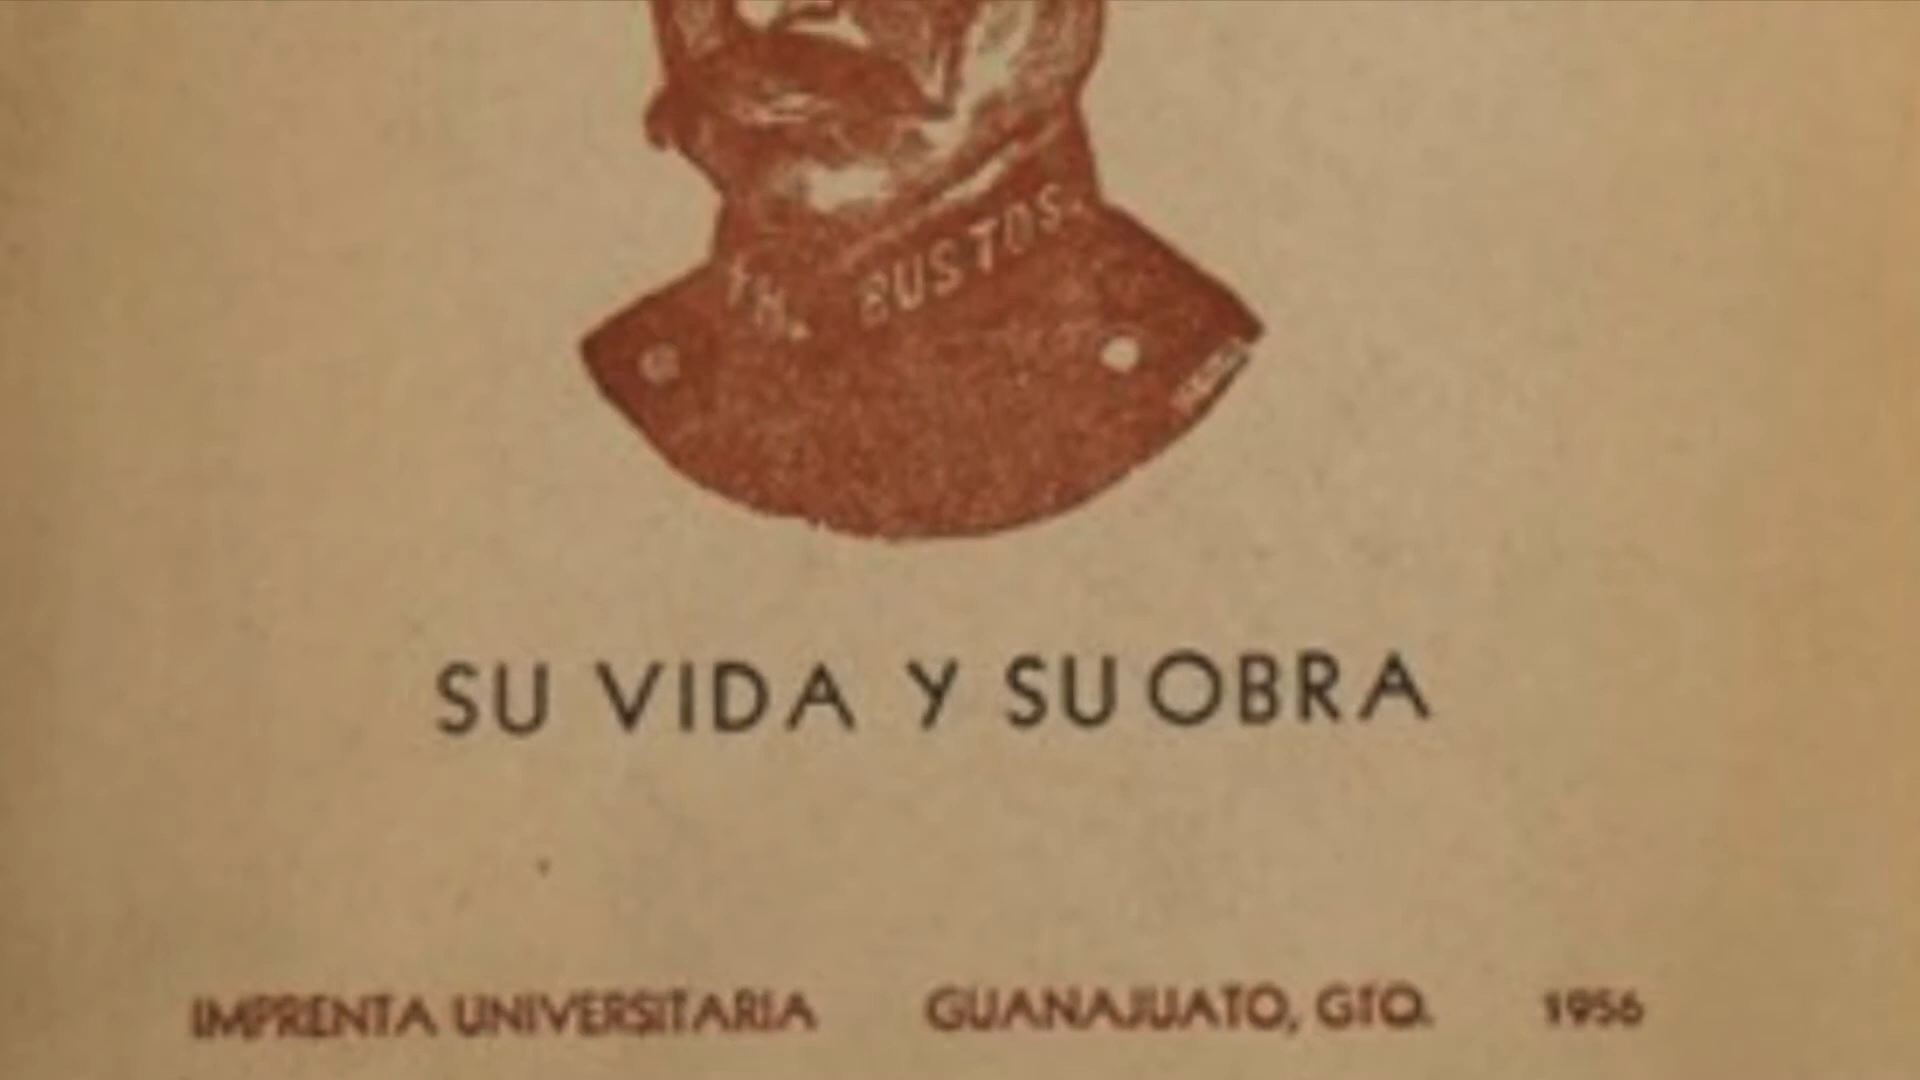 BUSTOS.
SU VIDA Y SU OBRA
IMPRENTA UNIVERSITARIA GUANAJUATO, GTO. 1956